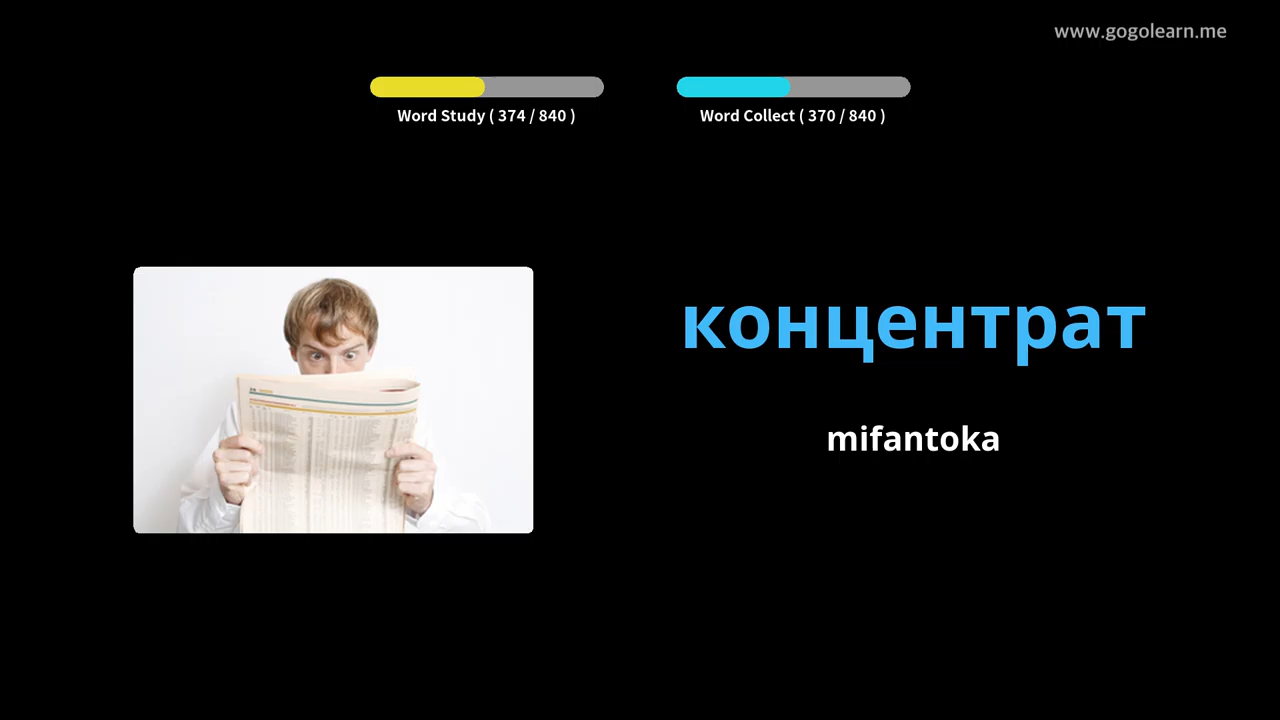 www.gogolearn.me
Word Study ( 374 / 840 )
Word Collect ( 370 / 840 )
концентрат
mifantoka